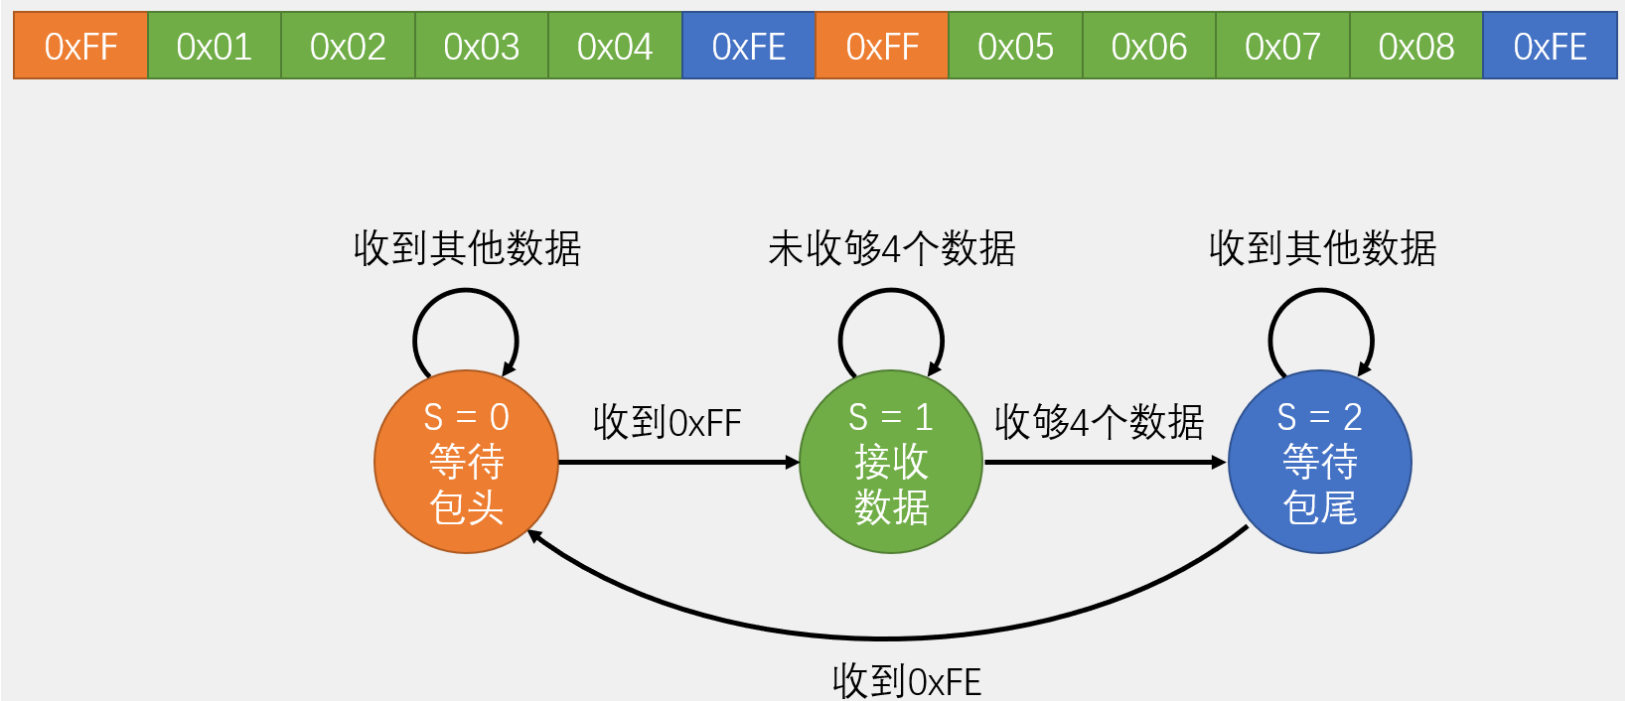 0xFF 0x01 0x02 0x03 0x04 0xFE 0xFF 0x05 0x06 0x07 0x08 0xFE
收到其他数据
未收够4个数据
收到其他数据
S = 0
等待
包头
收到0xFF
S = 1
接收
数据
收够4个数据
S = 2
等待
包尾
收到0xFE